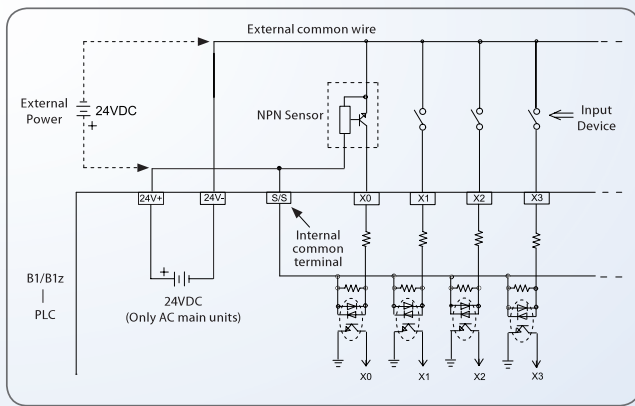 External common wire
External
Power
24VDC
+
NPN Sensor
Input
Device
24V+
24V-
S/S
X0
X1
X2
X3
Internal
common
terminal
+
24VDC
(Only AC main units)
B1/B1z
|
PLC
X0
X1
X2
X3